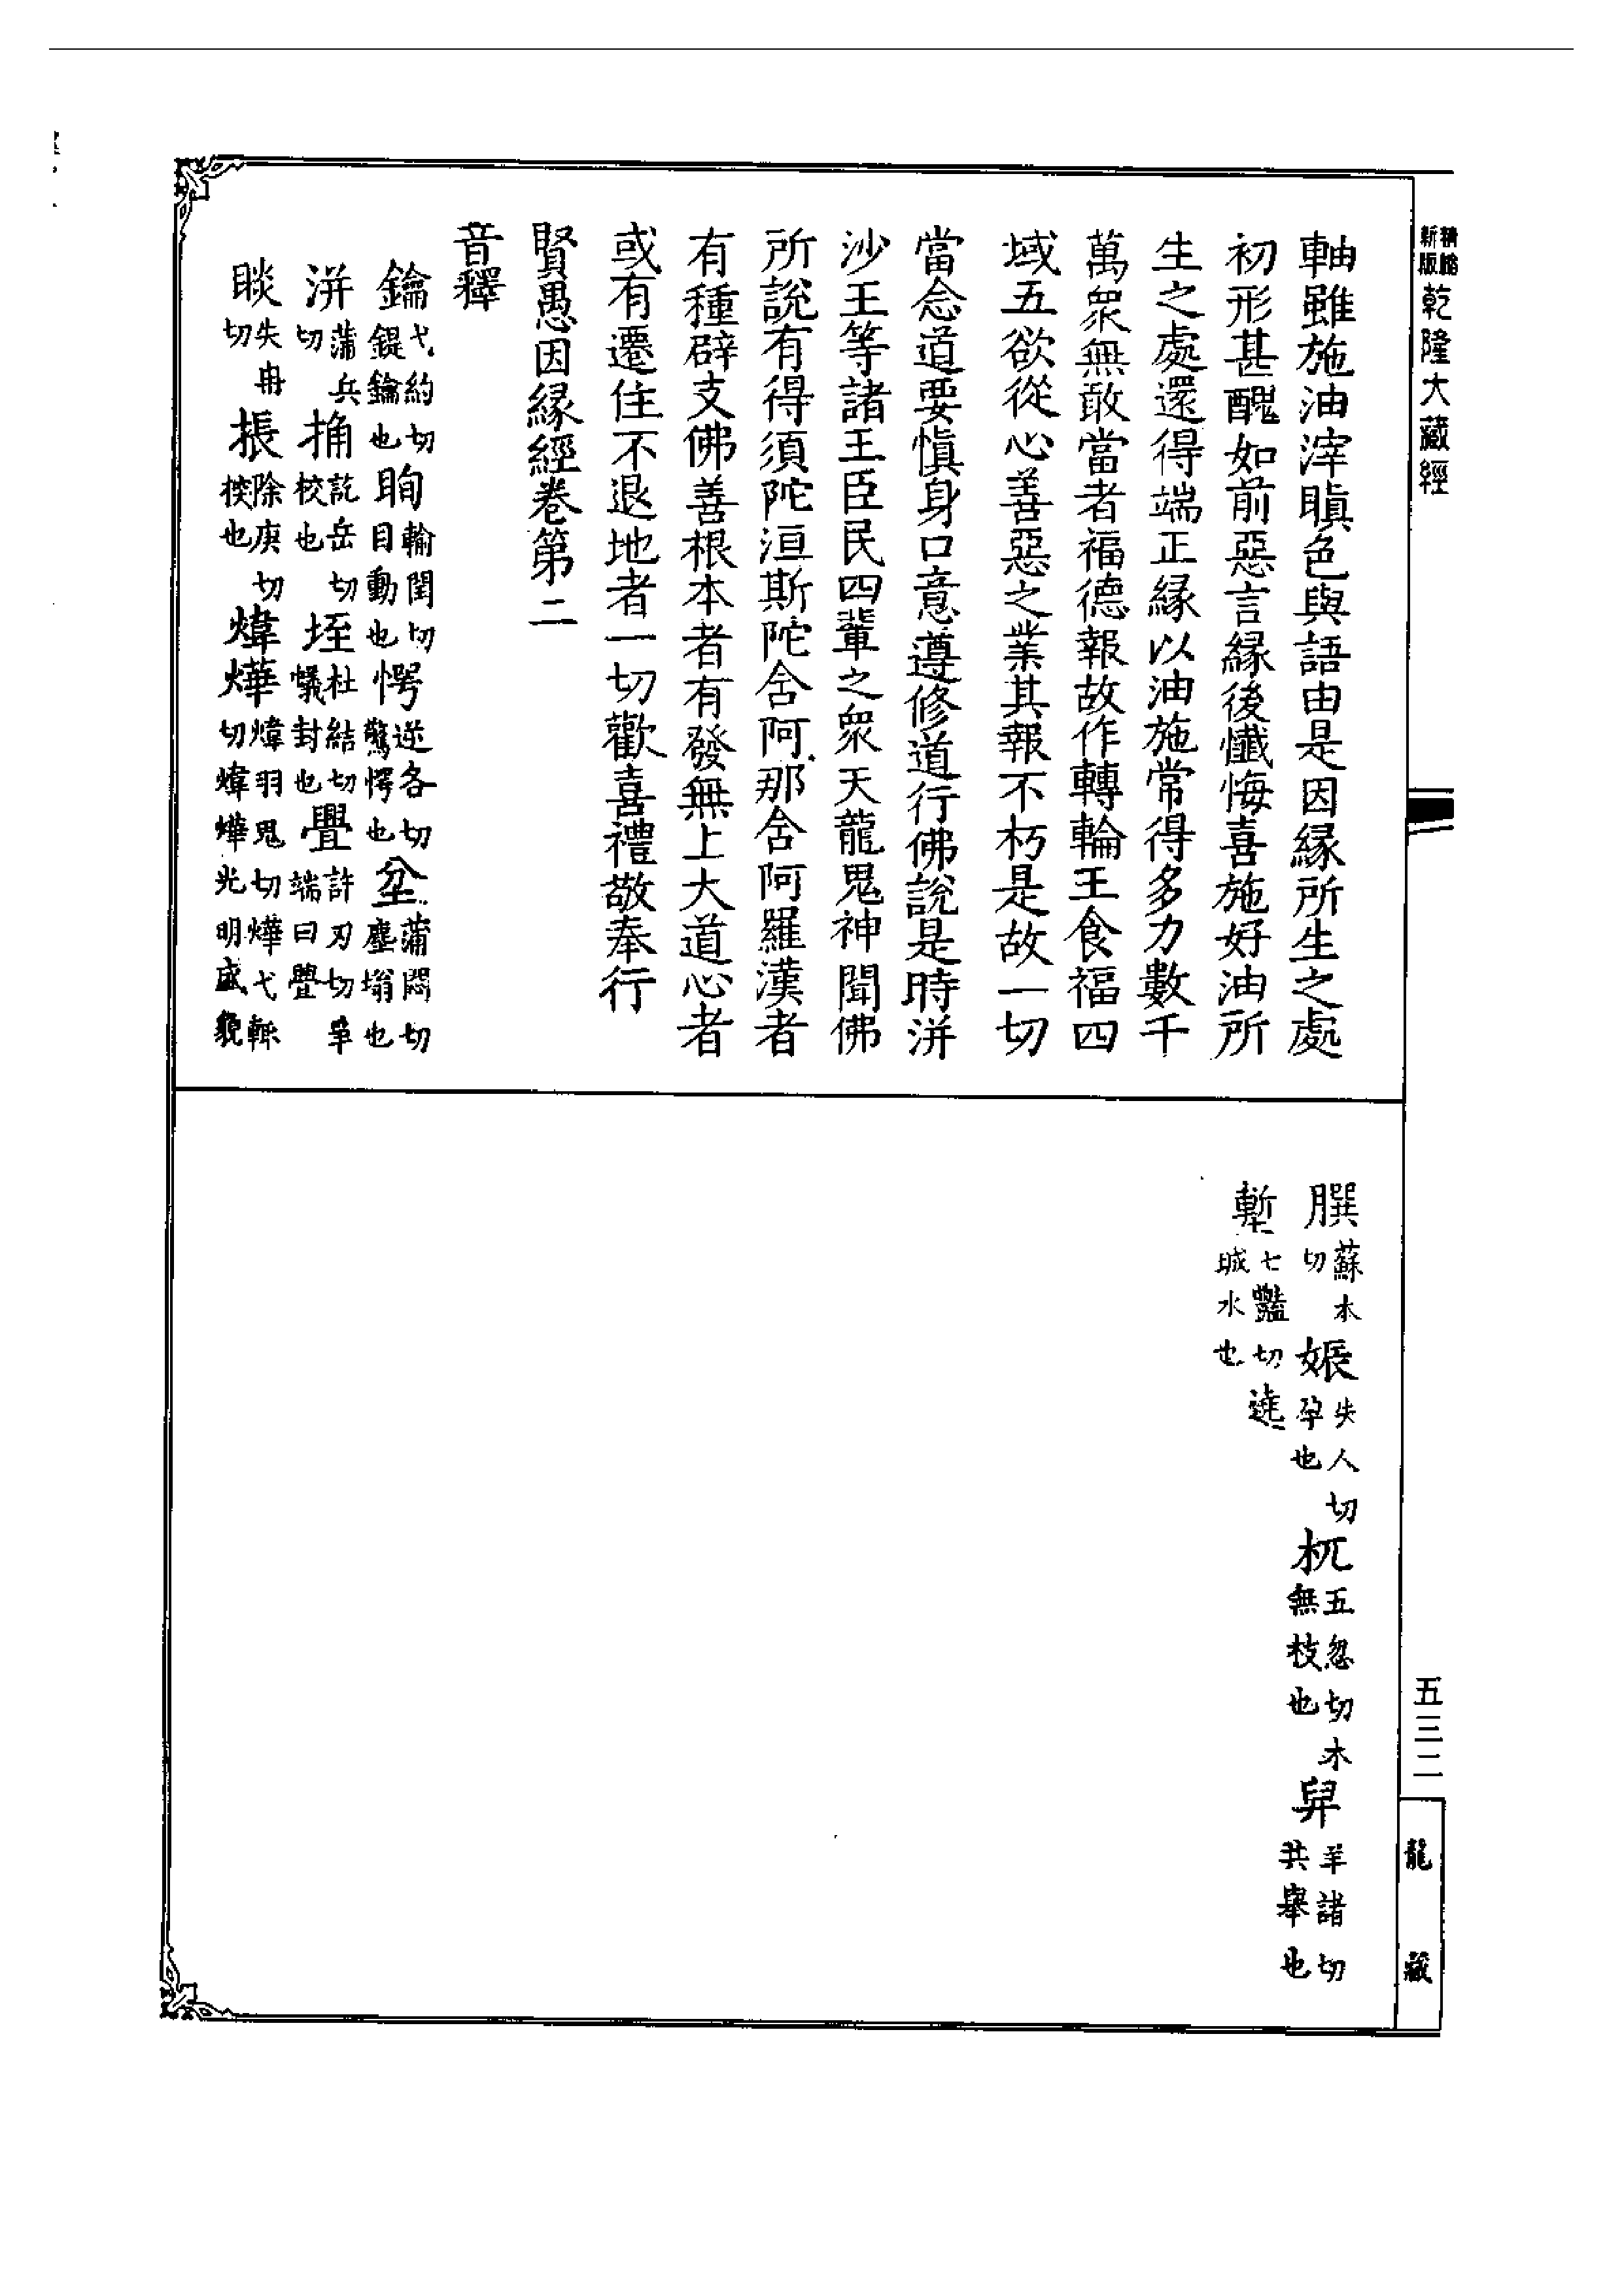 精縮
新版
乾隆大藏經
軸雖施油滓瞋色與語由是因緣所生之處
初形甚醜如前惡言緣後懺悔喜施好油所
生之處還得端正緣以油施常得多力數千
萬眾無敢當者福德報故作轉輪王食福四
域五欲從心善惡之業其報不朽是故一切
當念道要慎身口意遵修道行佛說是時洴
沙王等諸王臣民四輩之眾天龍鬼神聞佛
所說有得須陀洹斯陀含阿那含阿羅漢者
有種辟支佛善根本者有發無上大道心者
或有遷住不退地者一切歡喜禮敬奉行
賢愚因緣經卷第二
音釋
鑰弋約切鍉鑰也 眴輸閏切目動也 愕逆各切驚愕也 坌蒲悶切塵塕也
洴蒲兵切 捔訖岳切校也 垤杜結切蟻封也 舋許刃切舋端曰舋
睒失冉切 振除庚切揬也 煒燁煒羽鬼切燁弋輒切煒燁光明盛貌
膶蘇本切 娠失人切孕也 杌五忽切木無枝也 舁羊諸切共舉也
塹七豔切遶城水也
五三二
龍藏